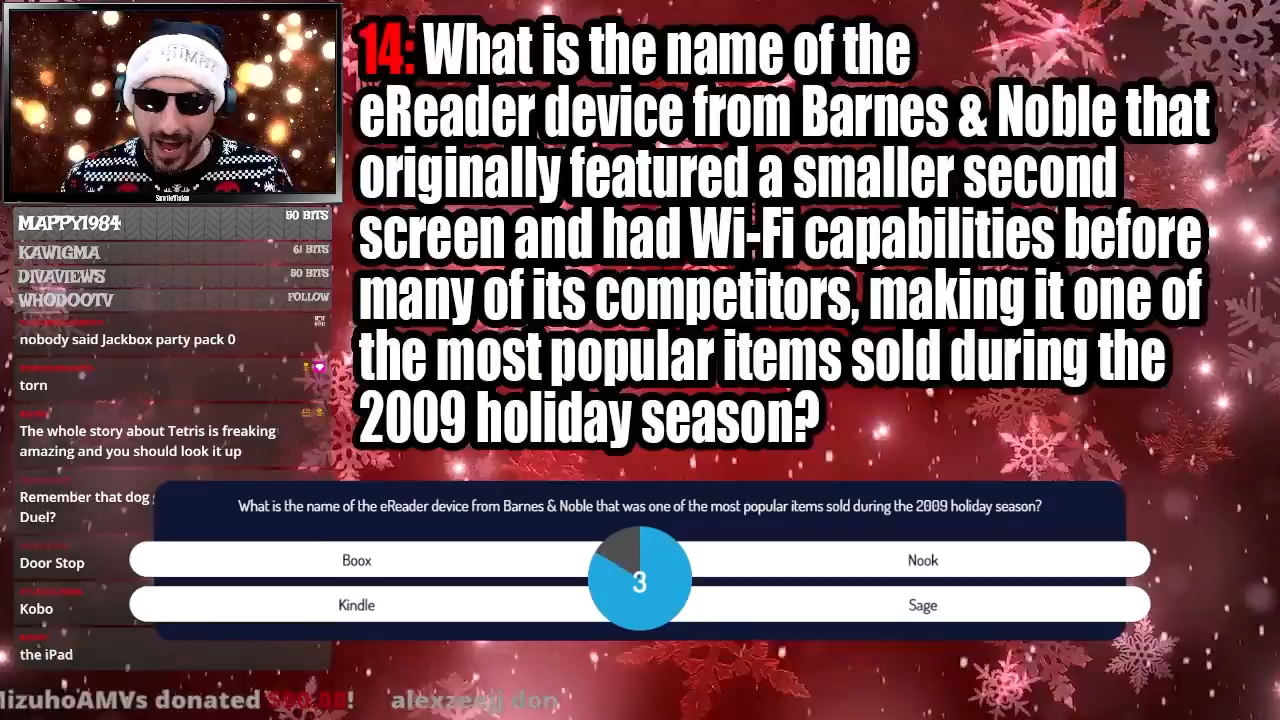 14: What is the name of the
eReader device from Barnes & Noble that
originally featured a smaller second
screen and had Wi-Fi capabilities before
many of its competitors, making it one of
the most popular items sold during the
2009 holiday season?
MAPPY1984 50 BITS
KAWIGMA 61 BITS
DIVAVIEWS 50 BITS
WHODOOTV FOLLOW
nobody said Jackbox party pack 0
torn
The whole story about Tetris is freaking
amazing and you should look it up
Remember that dog
Duel?
Door Stop
Kobo
the iPad
What is the name of the eReader device from Barnes & Noble that was one of the most popular items sold during the 2009 holiday season?
Boox
Nook
3
Kindle
Sage
MizuhoAMVs donated
don